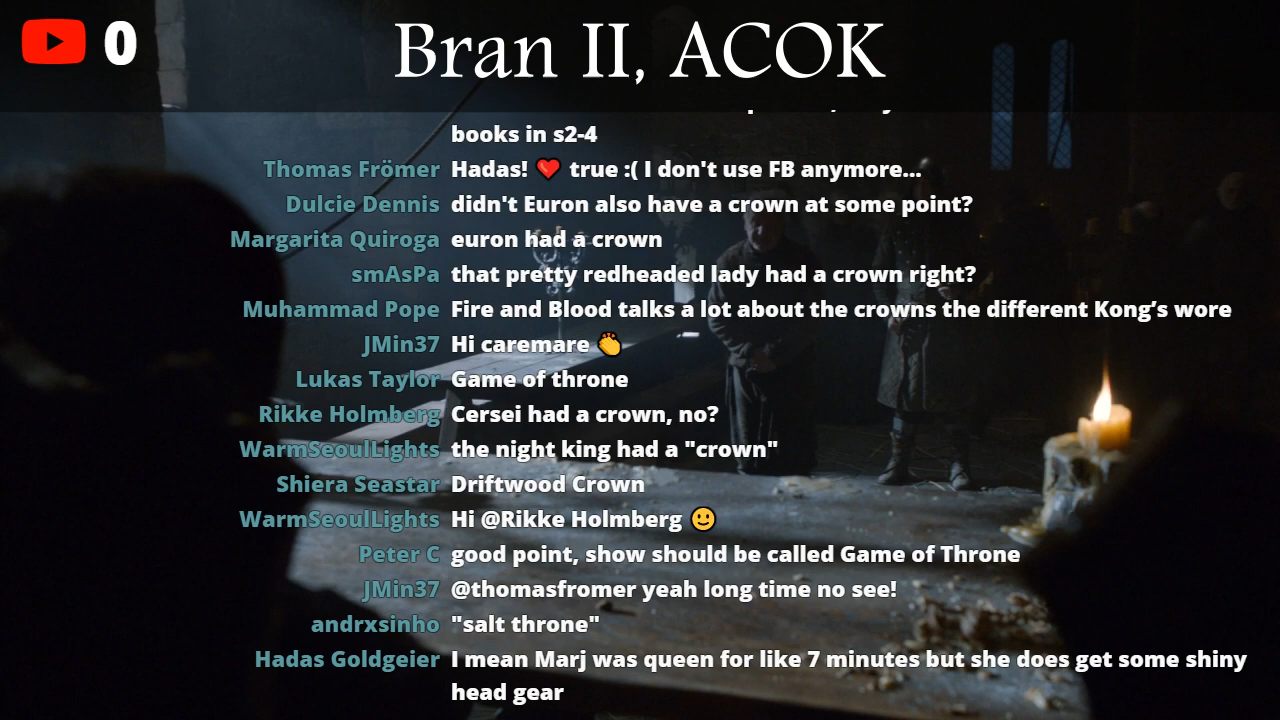 0
Bran II, ACOK
books in s2-4
Thomas Frömer Hadas! ❤️ true :( I don't use FB anymore...
Dulcie Dennis didn't Euron also have a crown at some point?
Margarita Quiroga euron had a crown
smAsPa that pretty redheaded lady had a crown right?
Muhammad Pope Fire and Blood talks a lot about the crowns the different Kong’s wore
JMin37 Hi caremare 👏
Lukas Taylor Game of throne
Rikke Holmberg Cersei had a crown, no?
WarmSeoulLights the night king had a "crown"
Shiera Seastar Driftwood Crown
WarmSeoulLights Hi @Rikke Holmberg 🙂
Peter C good point, show should be called Game of Throne
JMin37 @thomasfromer yeah long time no see!
andrxsinho "salt throne"
Hadas Goldgeier I mean Marj was queen for like 7 minutes but she does get some shiny
head gear